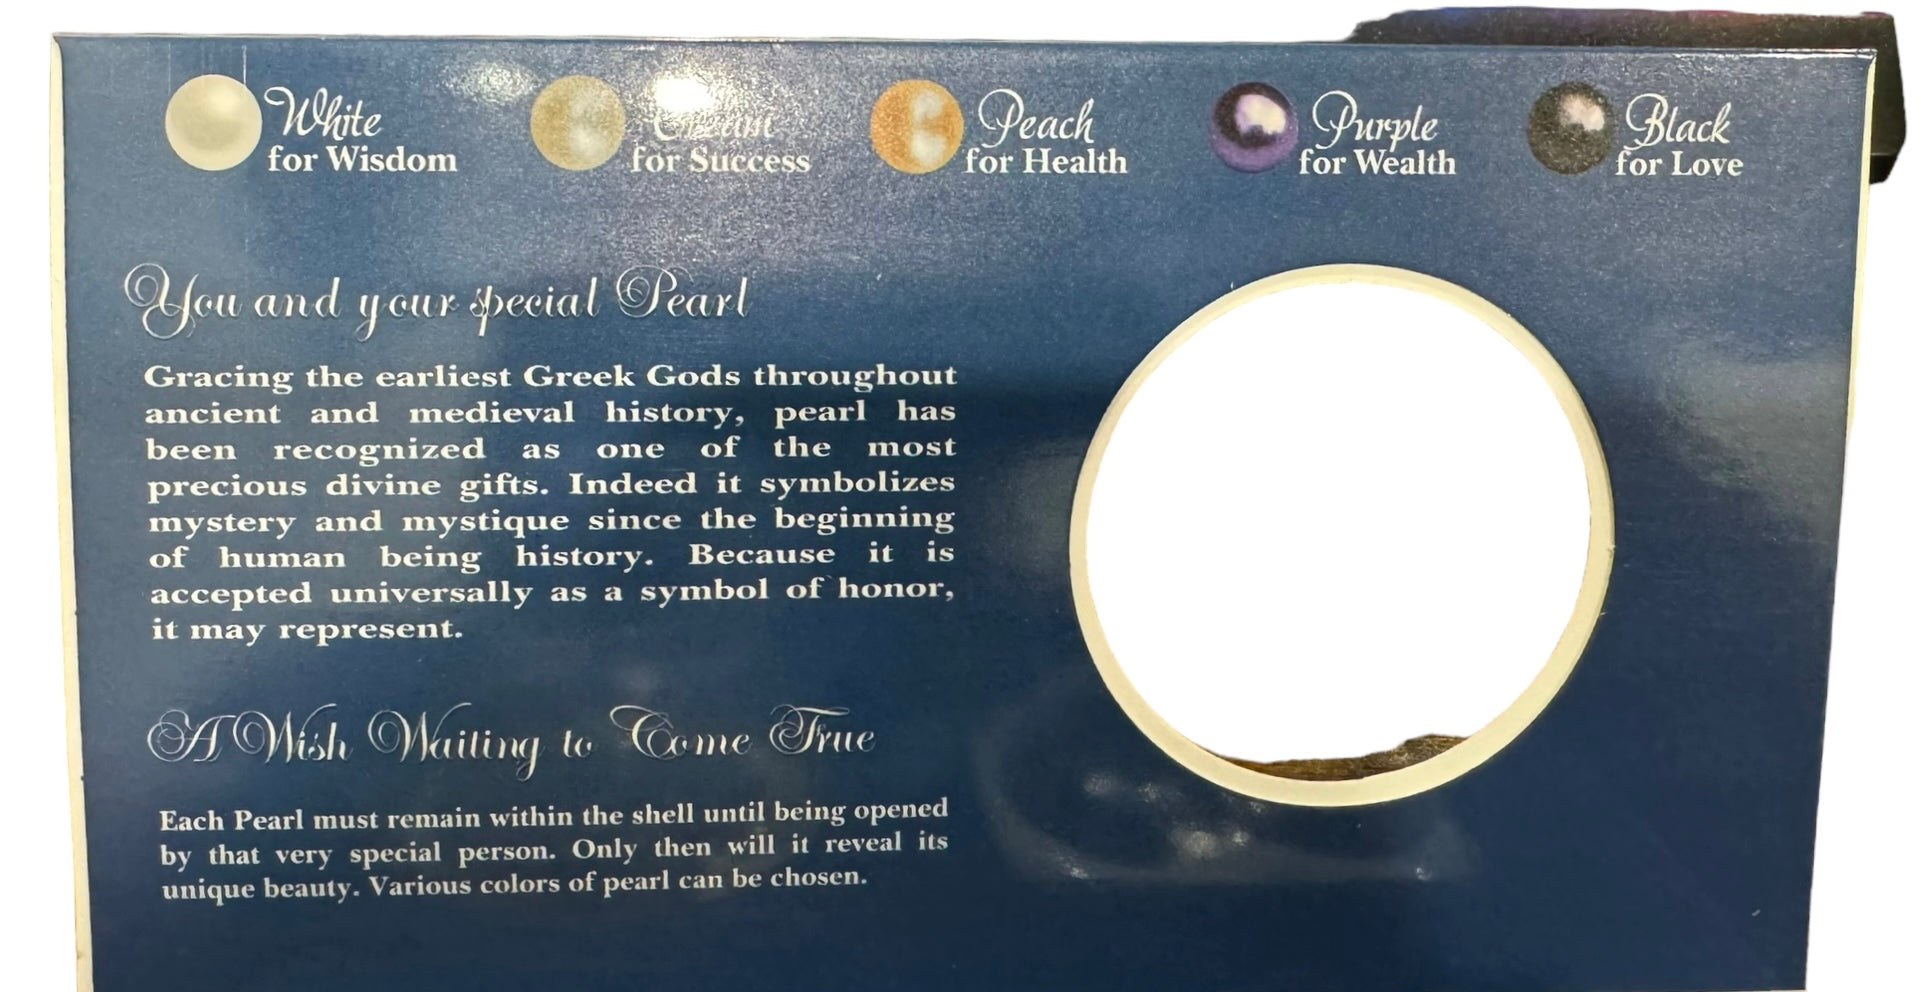 White
for Wisdom
Cream
for Success
Peach
for Health
Purple
for Wealth
Black
for Love
You and your special Pearl
Gracing the earliest Greek Gods throughout
ancient and medieval history, pearl has
been recognized as one of the most
precious divine gifts. Indeed it symbolizes
mystery and mystique since the beginning
of human being history. Because it is
accepted universally as a symbol of honor,
it may represent.
A Wish Waiting to Come True
Each Pearl must remain within the shell until being opened
by that very special person. Only then will it reveal its
unique beauty. Various colors of pearl can be chosen.